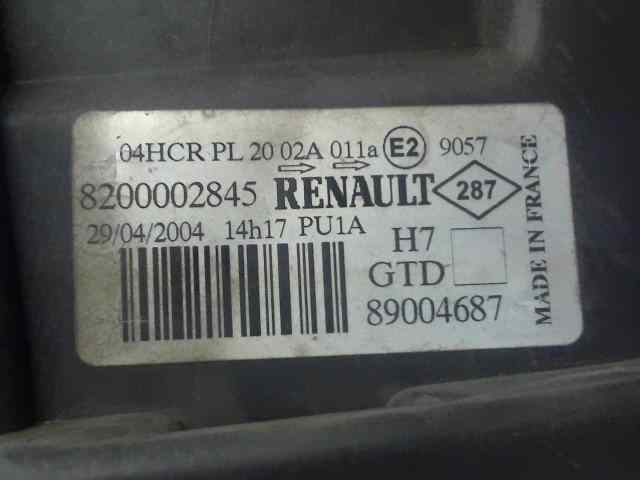 04HCR PL 20 02A 011a E2 9057
8200002845 RENAULT 287
29/04/2004 14h17 PU1A
H7
GTD
89004687
MADE IN FRANCE